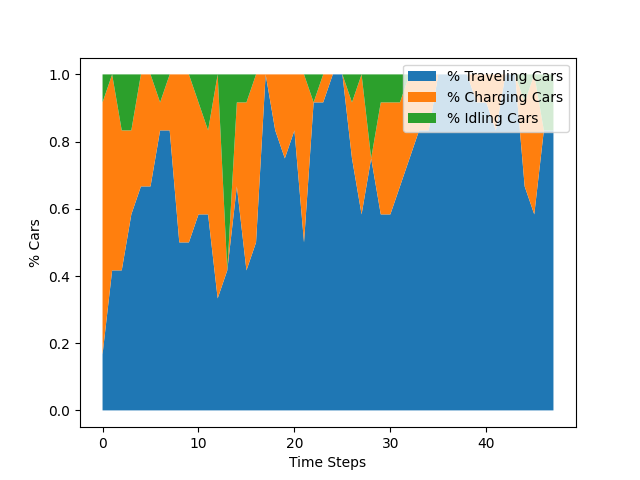 1.0
0.8
0.6
0.4
0.2
0.0
% Cars
% Traveling Cars
% Charging Cars
% Idling Cars
0 10 20 30 40
Time Steps